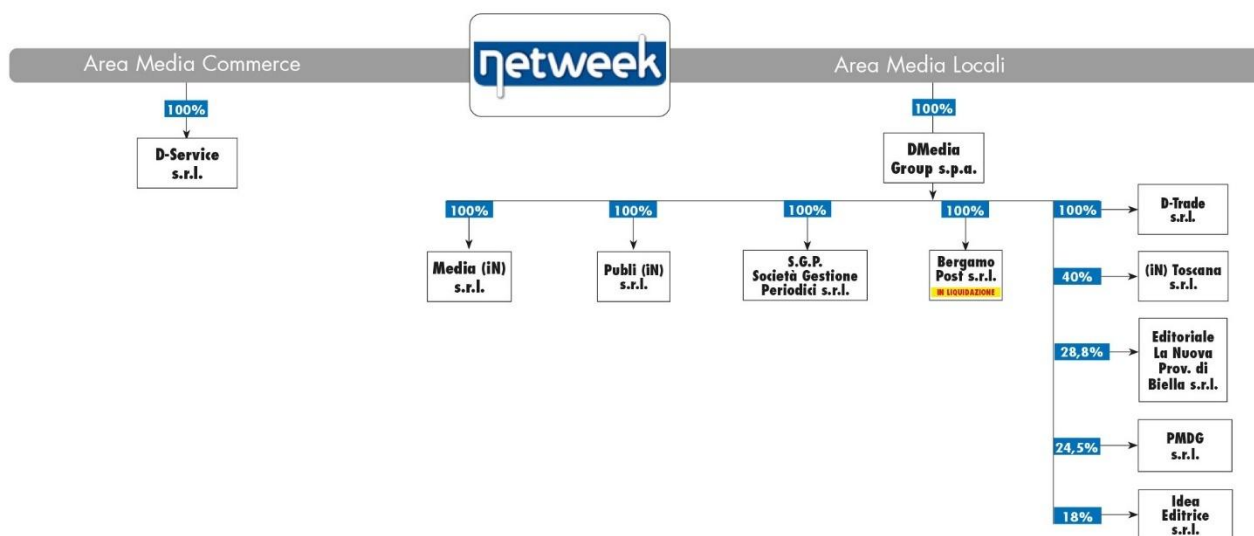 Area Media Commerce
netweek
Area Media Locali
100%
D-Service
s.r.l.
100%
DMedia
Group s.p.a.
100%
Media (iN)
s.r.l.
100%
Publi (iN)
s.r.l.
100%
S.G.P.
Società Gestione
Periodici s.r.l.
100%
Bergamo
Post s.r.l.
IN LIQUIDAZIONE
100%
D-Trade
s.r.l.
40%
(iN) Toscana
s.r.l.
28,8%
Editoriale
La Nuova
Prov. di
Biella s.r.l.
24,5%
PMDG
s.r.l.
18%
Idea
Editrice
s.r.l.